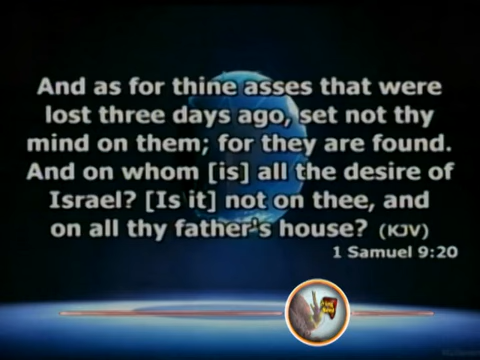 And as for thine asses that were
lost three days ago, set not thy
mind on them; for they are found.
And on whom [is] all the desire of
Israel? [Is it] not on thee, and
on all thy father's house? (KJV)
1 Samuel 9:20